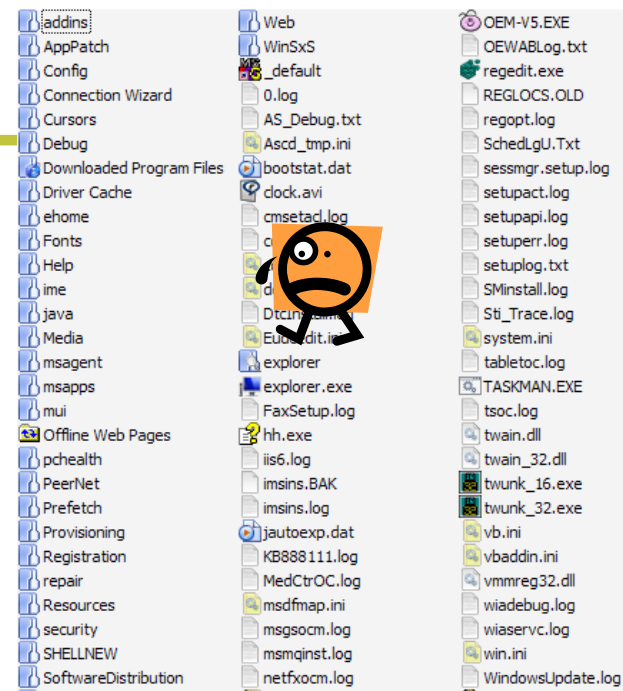 addins
AppPatch
Config
Connection Wizard
Cursors
Debug
Downloaded Program Files
Driver Cache
ehome
Fonts
Help
ime
java
Media
msagent
msapps
mui
Offline Web Pages
pchealth
PeerNet
Prefetch
Provisioning
Registration
repair
Resources
security
SHELLNEW
SoftwareDistribution
Web
WinSxS
_default
0.log
AS_Debug.txt
Ascd_tmp.ini
bootstat.dat
clock.avi
cmsetacl.log
explorer
explorer.exe
FaxSetup.log
hh.exe
iis6.log
imsins.BAK
imsins.log
jautoexp.dat
KB888111.log
MedCtrOC.log
msdfmap.ini
msgsocm.log
msmqinst.log
netfxocm.log
OEM-V5.EXE
OEWABLog.txt
regedit.exe
REGLOCS.OLD
regopt.log
SchedLgU.Txt
sessmgr.setup.log
setupact.log
setupapi.log
setuperr.log
setuplog.txt
SMinstall.log
Sti_Trace.log
system.ini
tabletoc.log
TASKMAN.EXE
tsoc.log
twain.dll
twain_32.dll
twunk_16.exe
twunk_32.exe
vb.ini
vbaddin.ini
vmmreg32.dll
wiadebug.log
wiaservc.log
win.ini
WindowsUpdate.log